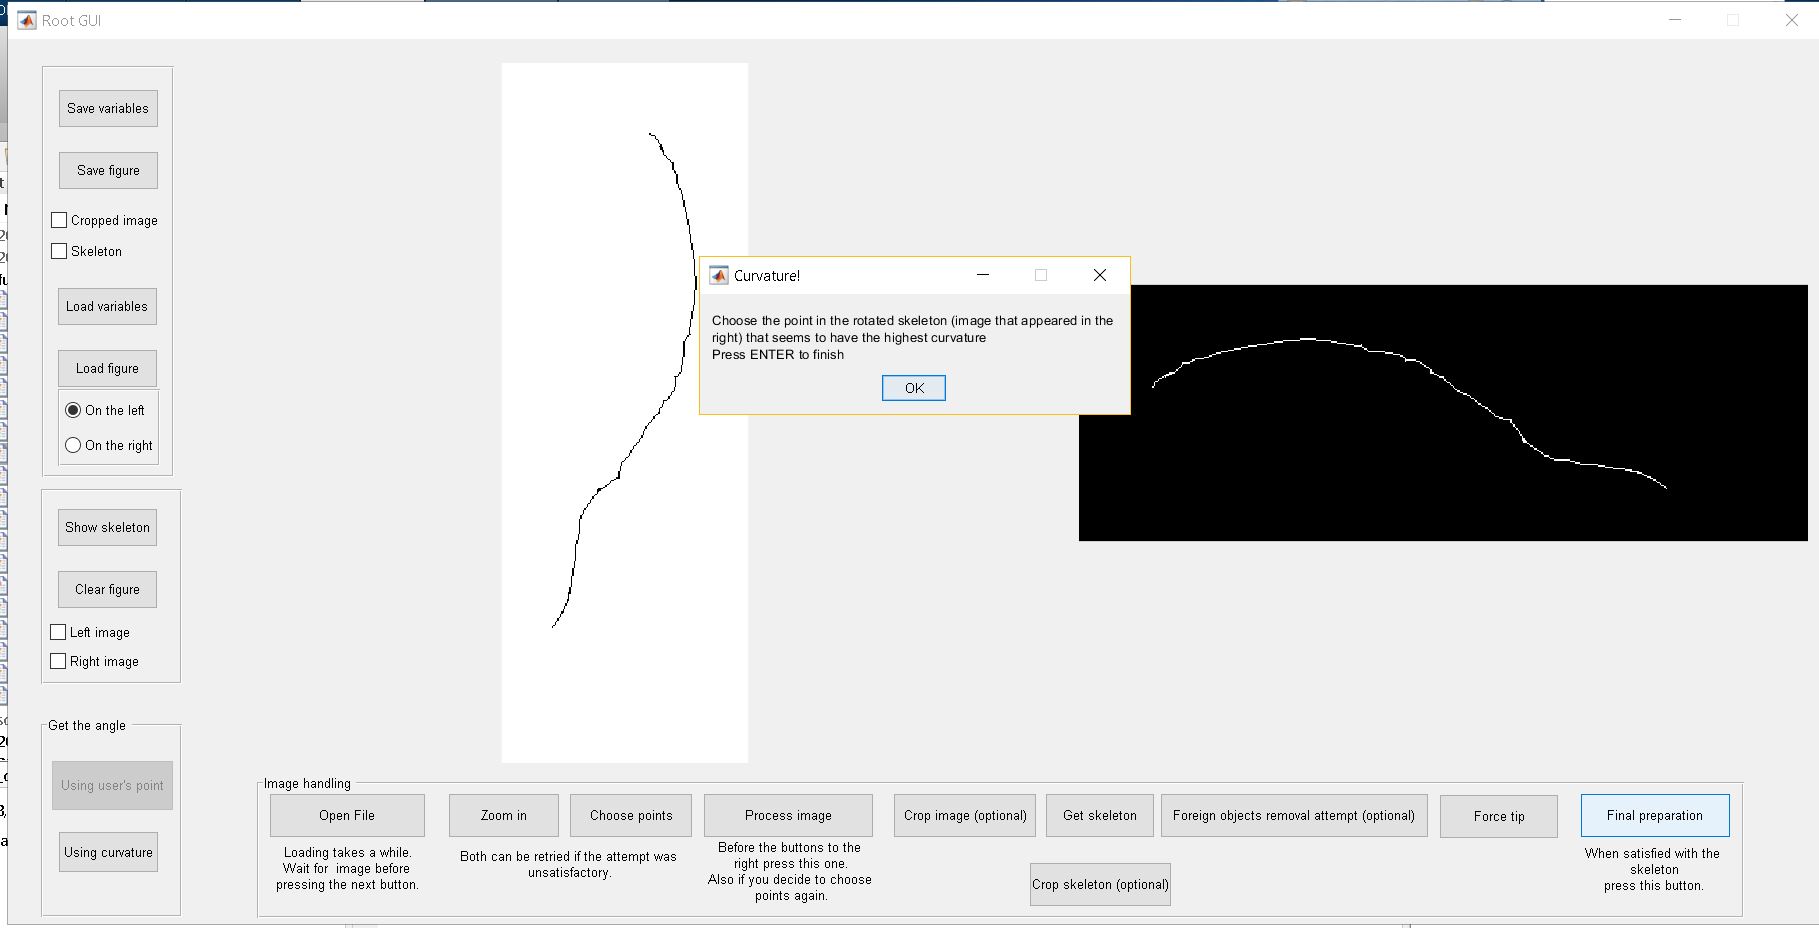 Root GUI
Save variables
Save figure
Cropped image
Skeleton
Load variables
Load figure
On the left
On the right
Show skeleton
Clear figure
Left image
Right image
Get the angle
Using user's point
Using curvature
Curvature!
Choose the point in the rotated skeleton (image that appeared in the
right) that seems to have the highest curvature
Press ENTER to finish
OK
Image handling
Open File
Loading takes a while.
Wait for image before
pressing the next button.
Zoom in
Choose points
Both can be retried if the attempt was
unsatisfactory.
Process image
Before the buttons to the
right press this one.
Also if you decide to choose
points again.
Crop image (optional)
Get skeleton
Foreign objects removal attempt (optional)
Crop skeleton (optional)
Force tip
Final preparation
When satisfied with the
skeleton
press this button.